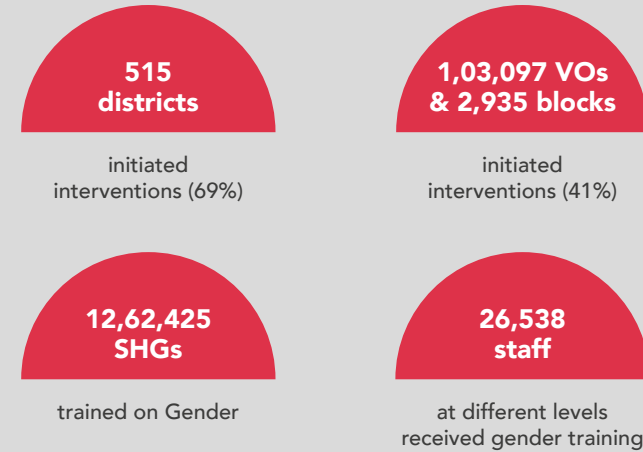 515
districts
initiated
interventions (69%)
1,03,097 VOs
& 2,935 blocks
initiated
interventions (41%)
12,62,425
SHGs
trained on Gender
26,538
staff
at different levels
received gender training